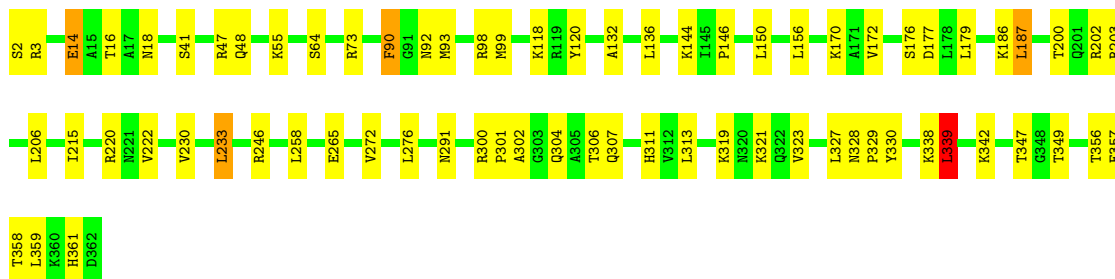 S2 R3 E14 A15 T16 A17 N18 S41 R47 Q48 K55 S64 R73 F90 G91 N92 M93 R98 M99 K118 R119 Y120 A132 L136 K144 I145 P146 L150 L156 K170 A171 V172 S176 D177 L178 L179 K186 L187 T200 Q201 R202
L206 I215 R220 N221 V222 V230 L233 R246 L258 E265 V272 L276 N291 R300 P301 A302 G303 Q304 A305 T306 Q307 H311 V312 L313 K319 N320 K321 Q322 V323 L327 N328 P329 Y330 K338 L339 K342 T347 G348 T349 T356
T358 L359 K360 H361 D362